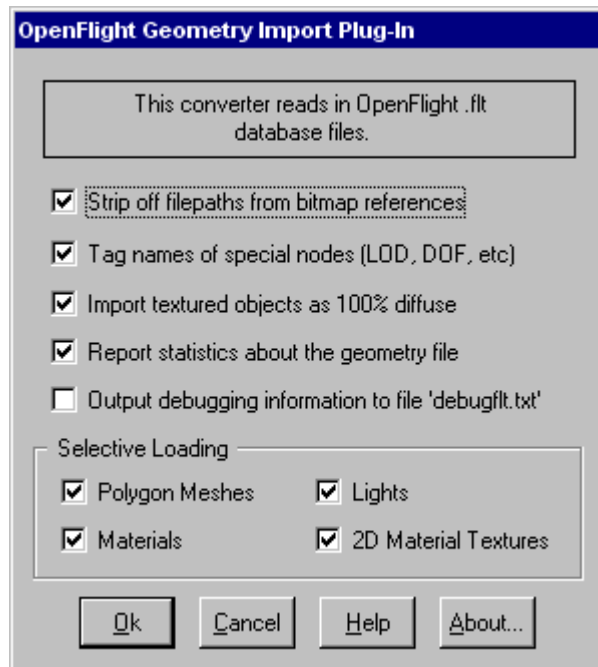 OpenFlight Geometry Import Plug-In
This converter reads in OpenFlight .flt
database files.
Strip off filepaths from bitmap references
Tag names of special nodes (LOD, DOF, etc)
Import textured objects as 100% diffuse
Report statistics about the geometry file
Output debugging information to file 'debugflt.txt'
Selective Loading
Polygon Meshes Lights
Materials 2D Material Textures
Ok Cancel Help About...